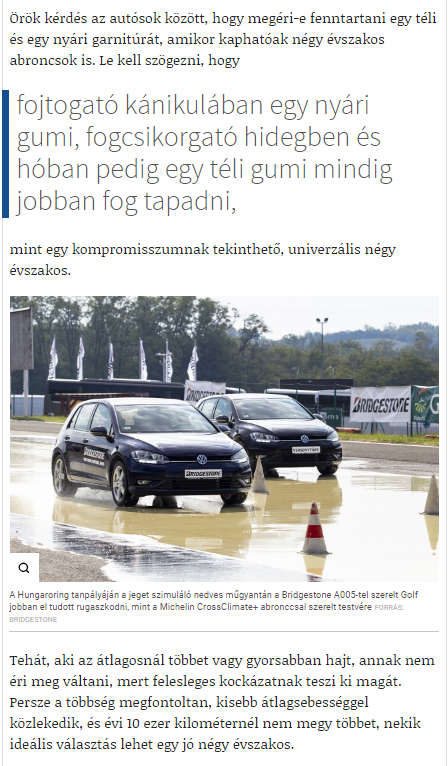 Örök kérdés az autósok között, hogy megéri-e fenntartani egy téli
és egy nyári garnitúrát, amikor kaphatóak négy évszakos
abroncsok is. Le kell szögezni, hogy
fojtogató kánikulában egy nyári
gumi, fogcsikorgató hidegben és
hóban pedig egy téli gumi mindig
jobban fog tapadni,
mint egy kompromisszumnak tekinthető, univerzális négy
évszakos.
BRIDGESTONE
BRIDGESTONE
BRIDGESTONE
A Hungaroring tanpályáján a jeget szimuláló nedves műgyantán a Bridgestone A005-tel szerelt Golf
jobban el tudott rugaszkodni, mint a Michelin CrossClimate+ abronccsal szerelt testvére FORRÁS:
BRIDGESTONE
Tehát, aki az átlagosnál többet vagy gyorsabban hajt, annak nem
éri meg váltani, mert felesleges kockázatnak teszi ki magát.
Persze a többség megfontoltan, kisebb átlagsebességgel
közlekedik, és évi 10 ezer kilométernél nem megy többet, nekik
ideális választás lehet egy jó négy évszakos.